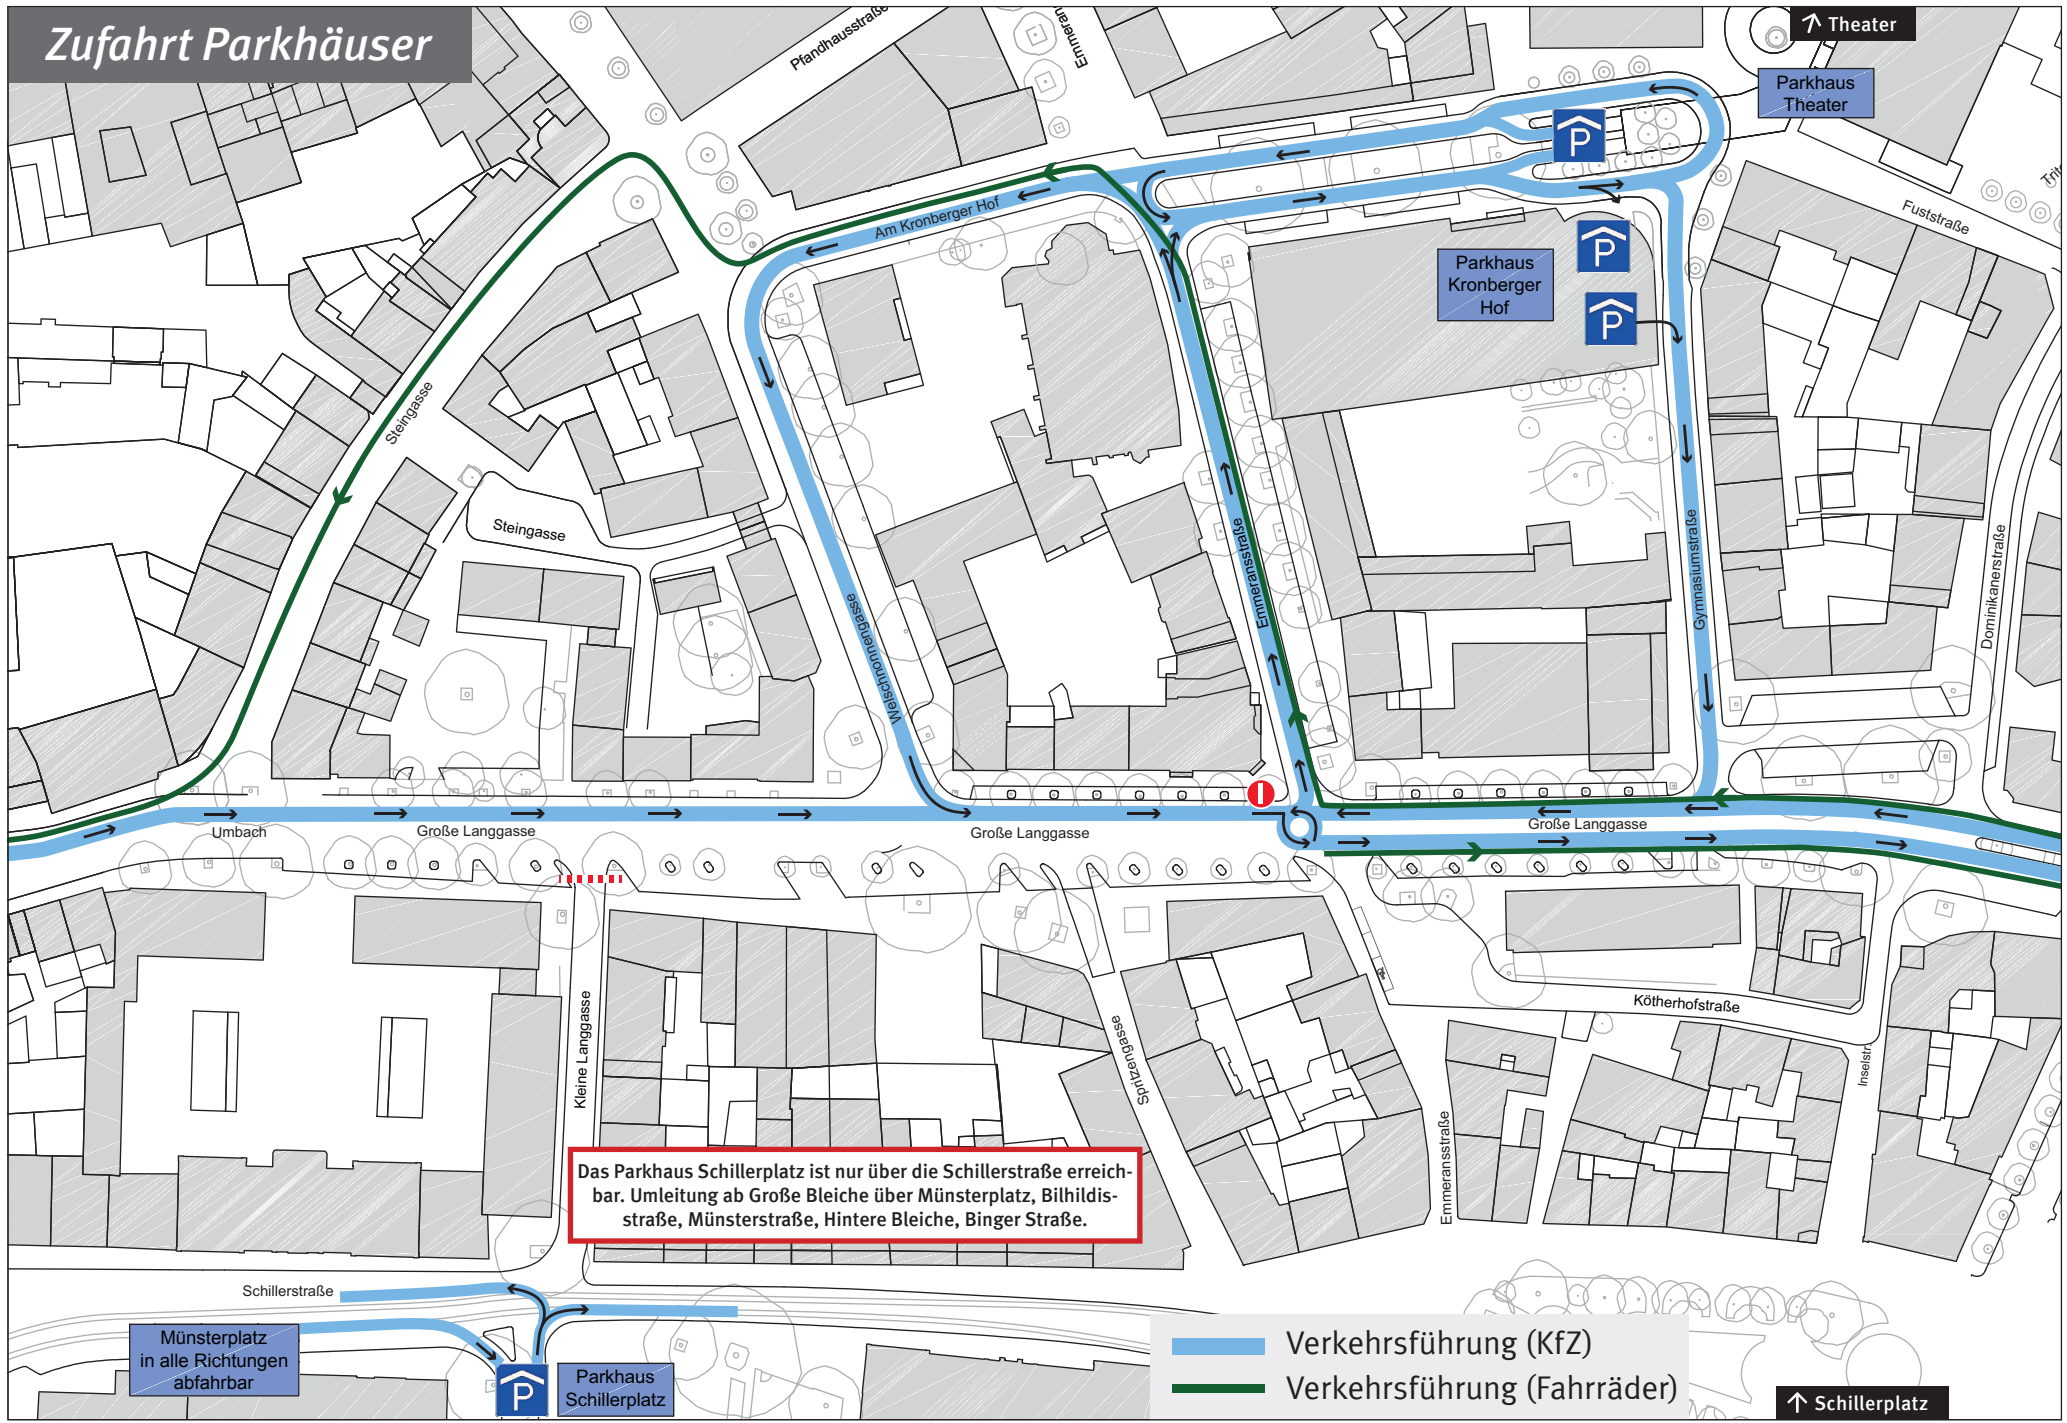 Zufahrt Parkhäuser
Pfandhausstraße
Emmeran
↗ Theater
Parkhaus
Theater
P
Fuststraße
Am Kronberger Hof
P
Parkhaus
Kronberger
Hof
P
Steingasse
Steingasse
Welschnonnengasse
Emmeransstraße
Gymnasiumstraße
Dominikanerstraße
Umbach
Große Langgasse
Große Langgasse
Große Langgasse
Kleine Langgasse
Spritzengasse
Kötherhofstraße
Inselstr.
Emmeransstraße
Das Parkhaus Schillerplatz ist nur über die Schillerstraße erreich-
bar. Umleitung ab Große Bleiche über Münsterplatz, Bilhildis-
straße, Münsterstraße, Hintere Bleiche, Binger Straße.
Schillerstraße
Münsterplatz
in alle Richtungen
abfahrbar
P
Parkhaus
Schillerplatz
Verkehrsführung (KfZ)
Verkehrsführung (Fahrräder)
↑ Schillerplatz